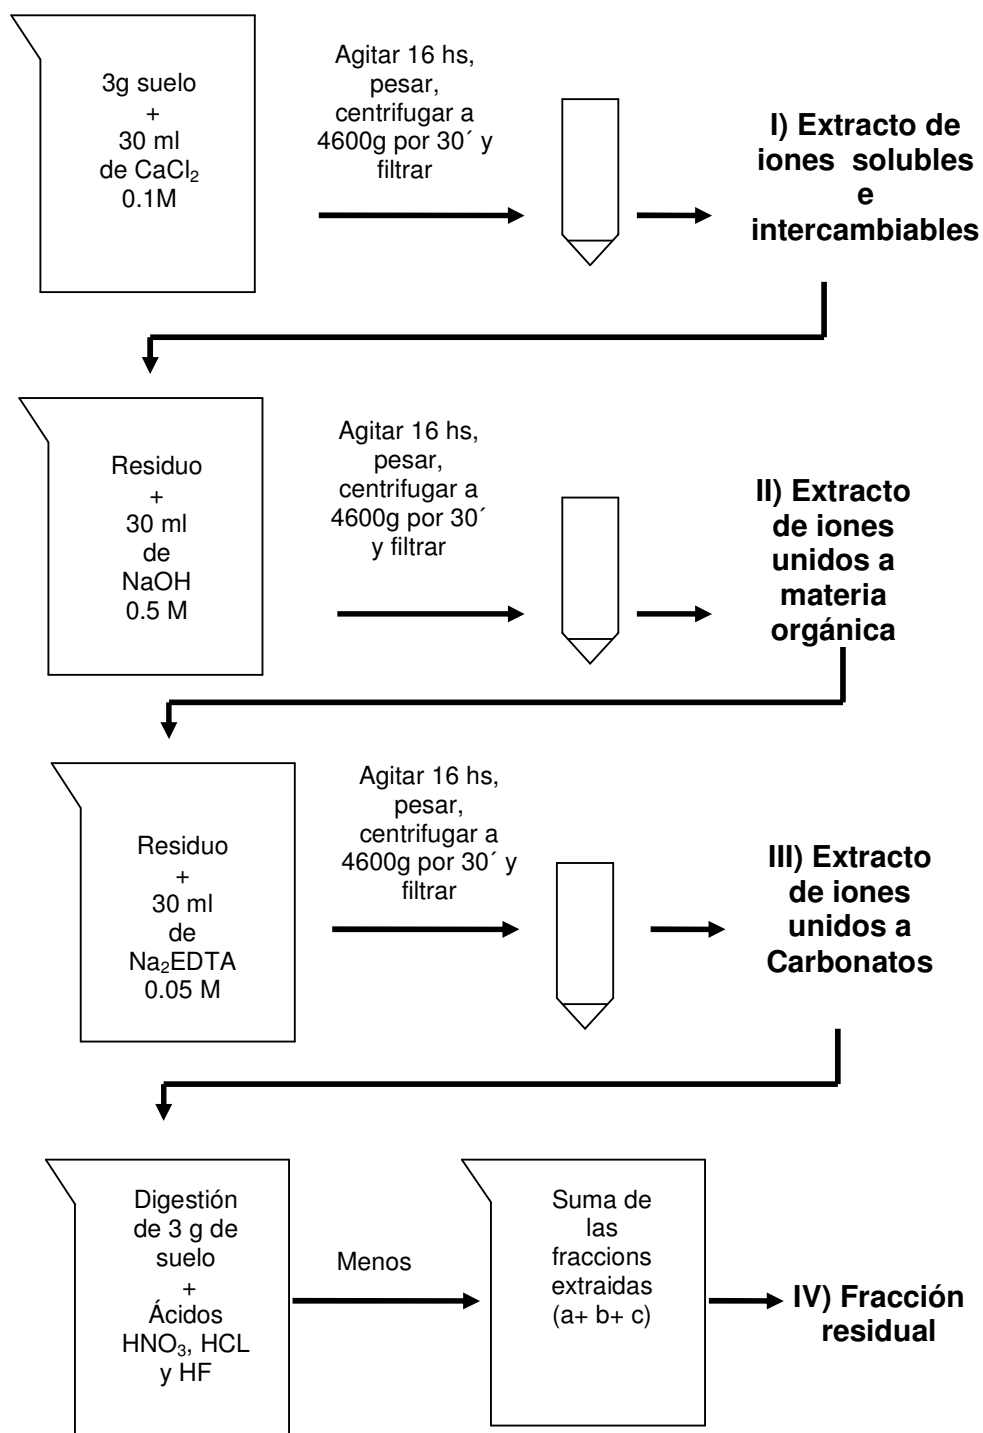 3g suelo
+
30 ml
de CaCl₂
0.1M
Agitar 16 hs,
pesar,
centrifugar a
4600g por 30´ y
filtrar
I) Extracto de
iones solubles
e
intercambiables
Residuo
+
30 ml
de
NaOH
0.5 M
Agitar 16 hs,
pesar,
centrifugar a
4600g por 30´
y filtrar
II) Extracto
de iones
unidos a
materia
orgánica
Residuo
+
30 ml
de
Na₂EDTA
0.05 M
Agitar 16 hs,
pesar,
centrifugar a
4600g por 30´ y
filtrar
III) Extracto
de iones
unidos a
Carbonatos
Digestión
de 3 g de
suelo
+
Ácidos
HNO₃, HCL
y HF
Menos
Suma de
las
fraccions
extraidas
(a+ b+ c)
IV) Fracción
residual